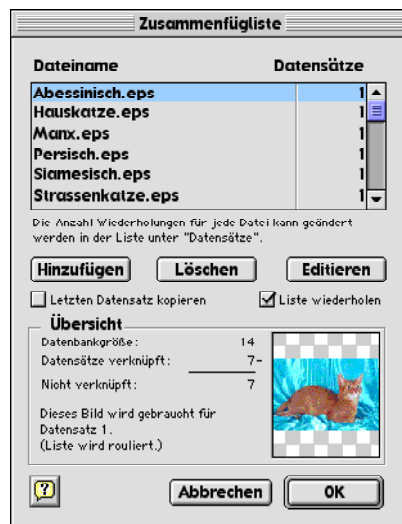 Zusammenfügliste
Dateiname Datensätze
Abessinisch.eps 1
Hauskatze.eps 1
Manx.eps 1
Persisch.eps 1
Siamesisch.eps 1
Strassenkatze.eps 1
Die Anzahl Wiederholungen für jede Datei kann geändert
werden in der Liste unter "Datensätze".
Hinzufügen Löschen Editieren
Letzten Datensatz kopieren Liste wiederholen
Übersicht
Datenbankgröße: 14
Datensätze verknüpft: 7-
Nicht verknüpft: 7
Dieses Bild wird gebraucht für
Datensatz 1.
(Liste wird rouliert.)
?
Abbrechen OK